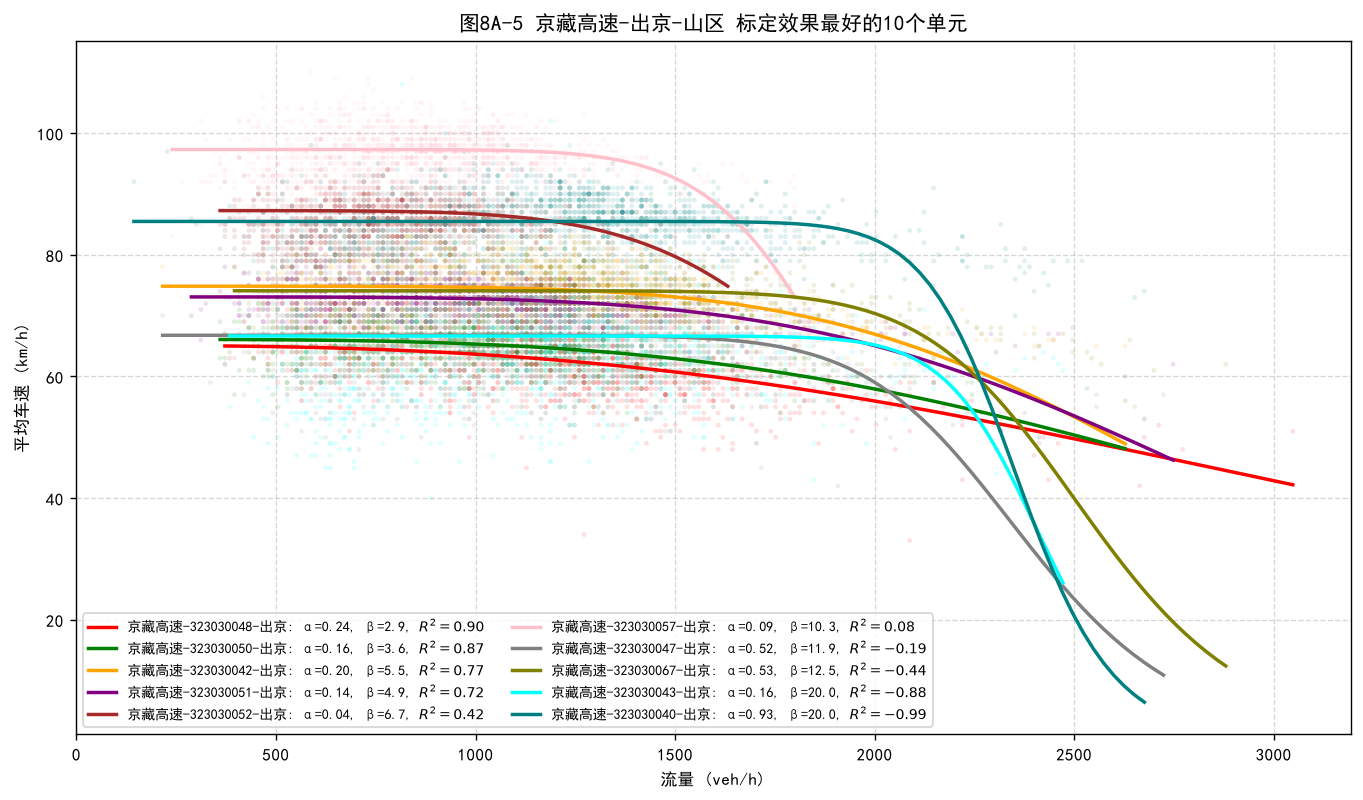 图8A-5 京藏高速-出京-山区 标定效果最好的10个单元
平均车速 (km/h)
100
80
60
40
20
京藏高速-323030048-出京: α=0.24, β=2.9, R²=0.90
京藏高速-323030050-出京: α=0.16, β=3.6, R²=0.87
京藏高速-323030042-出京: α=0.20, β=5.5, R²=0.77
京藏高速-323030051-出京: α=0.14, β=4.9, R²=0.72
京藏高速-323030052-出京: α=0.04, β=6.7, R²=0.42
京藏高速-323030057-出京: α=0.09, β=10.3, R²=0.08
京藏高速-323030047-出京: α=0.52, β=11.9, R²=−0.19
京藏高速-323030067-出京: α=0.53, β=12.5, R²=−0.44
京藏高速-323030043-出京: α=0.16, β=20.0, R²=−0.88
京藏高速-323030040-出京: α=0.93, β=20.0, R²=−0.99
0 500 1000 1500 2000 2500 3000
流量 (veh/h)